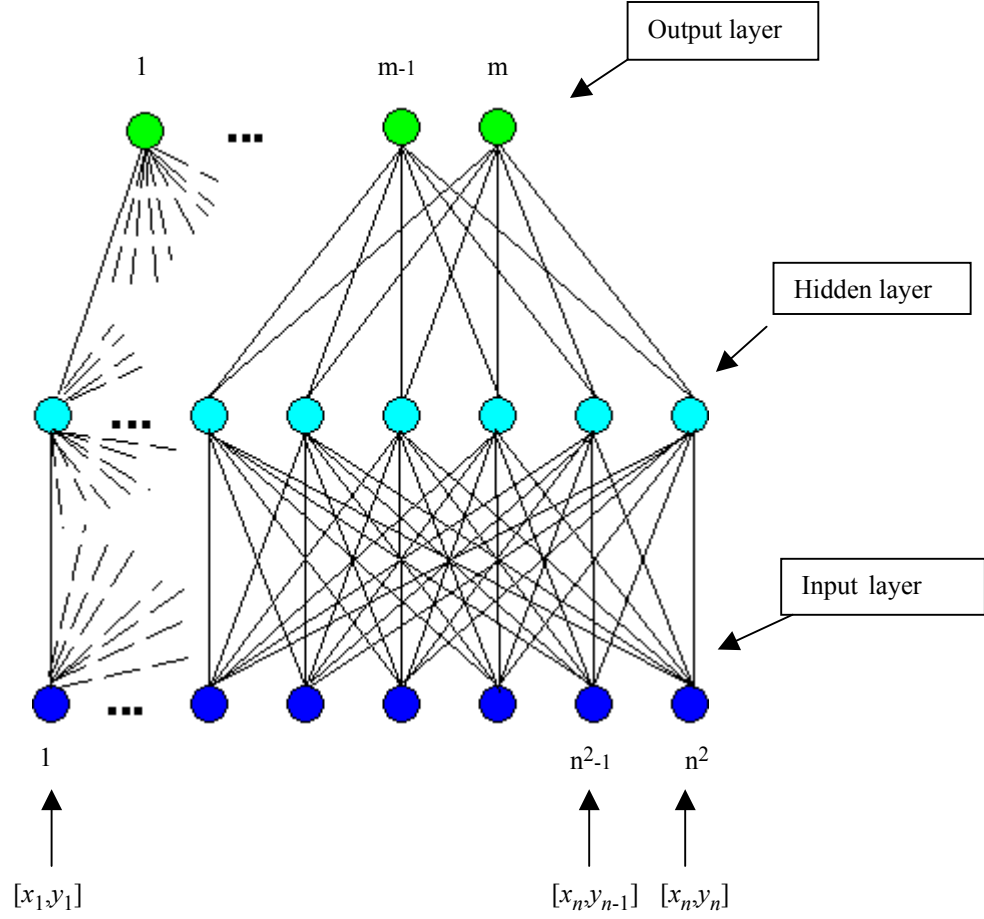 Output layer
1 m-1 m
Hidden layer
Input layer
1 n²-1 n²
[x₁,y₁] [xₙ,yₙ₋₁] [xₙ,yₙ]